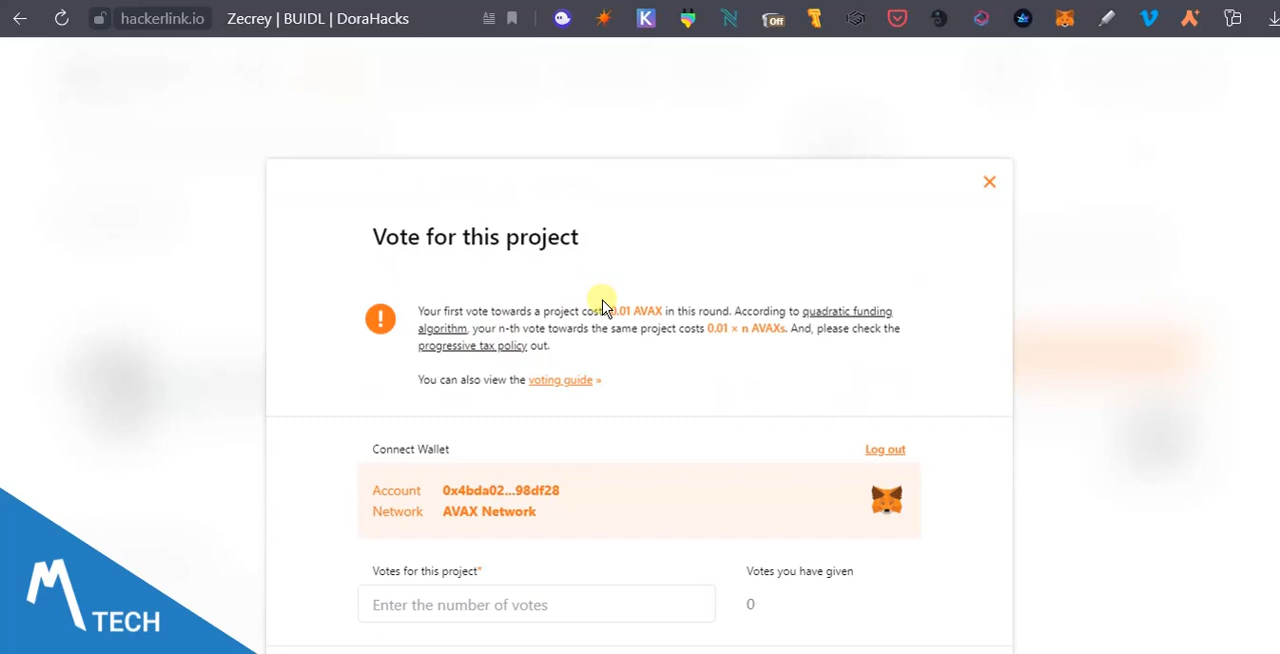 hackerlink.io Zecrey | BUIDL | DoraHacks
Off
Vote for this project
Your first vote towards a project cost 0.01 AVAX in this round. According to quadratic funding
algorithm, your n-th vote towards the same project costs 0.01 × n AVAXs. And, please check the
progressive tax policy out.
You can also view the voting guide »
Connect Wallet Log out
Account 0x4bda02...98df28
Network AVAX Network
Votes for this project* Votes you have given
Enter the number of votes 0
TECH